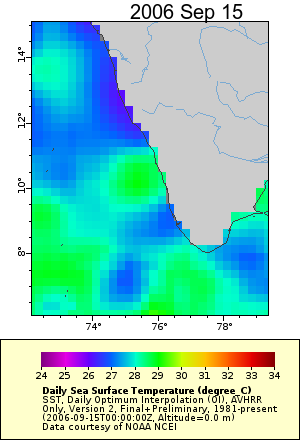 2006 Sep 15
14°
12°
10°
8°
74°
76°
78°
24 25 26 27 28 29 30 31 32 33 34
Daily Sea Surface Temperature (degree_C)
SST, Daily Optimum Interpolation (OI), AVHRR
Only, Version 2, Final+Preliminary, 1981-present
(2006-09-15T00:00:00Z, Altitude=0.0 m)
Data courtesy of NOAA NCEI